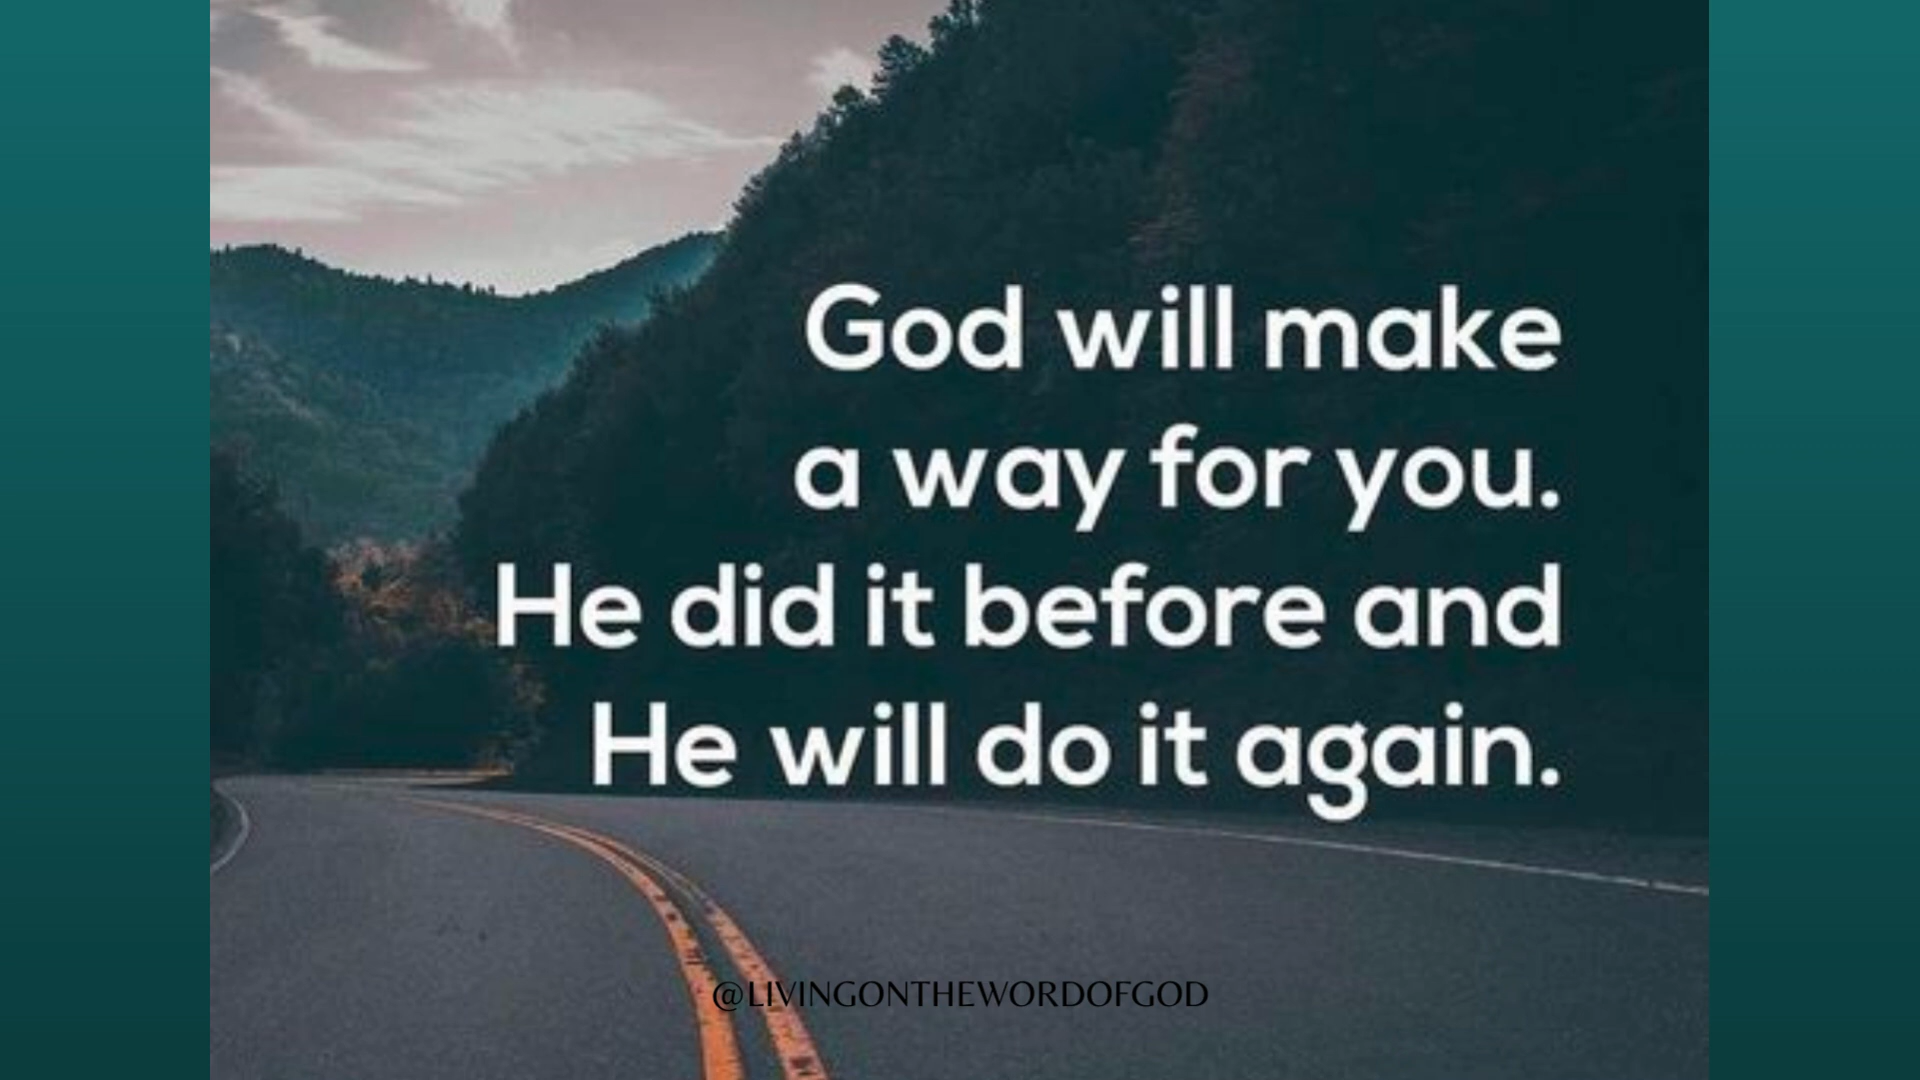 God will make
a way for you.
He did it before and
He will do it again.
@LIVINGONTHEWORDOFGOD